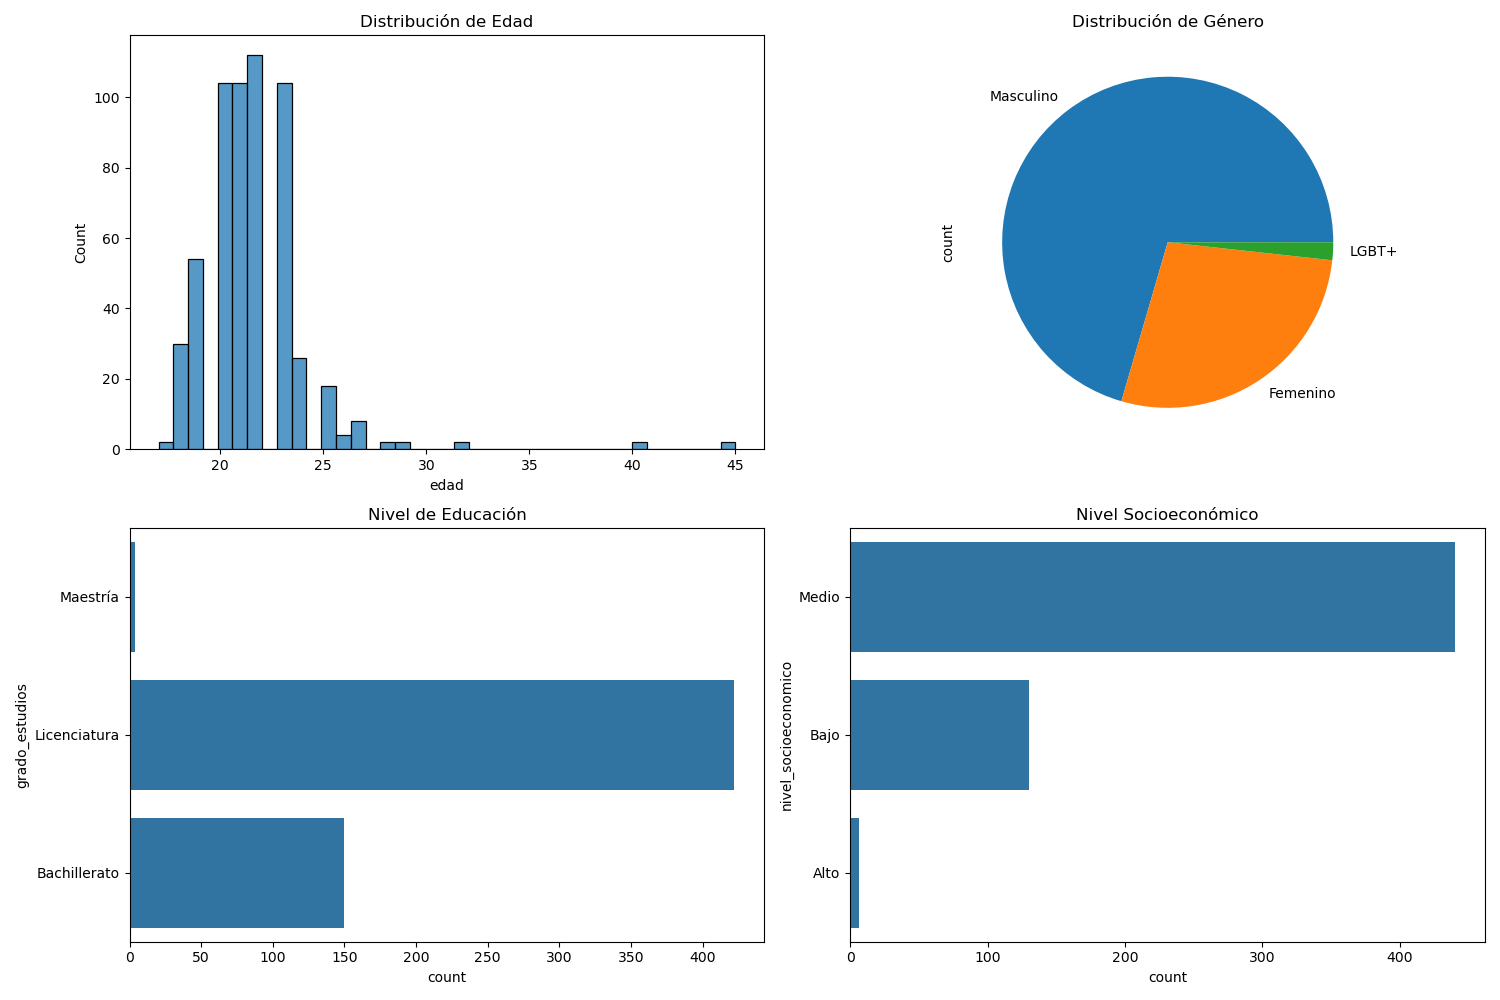 Distribución de Edad
Count
100
80
60
40
20
0
20 25 30 35 40 45
edad
Distribución de Género
Masculino
count
LGBT+
Femenino
Nivel de Educación
grado_estudios
Maestría
Licenciatura
Bachillerato
0 50 100 150 200 250 300 350 400
count
Nivel Socioeconómico
nivel_socioeconomico
Medio
Bajo
Alto
0 100 200 300 400
count